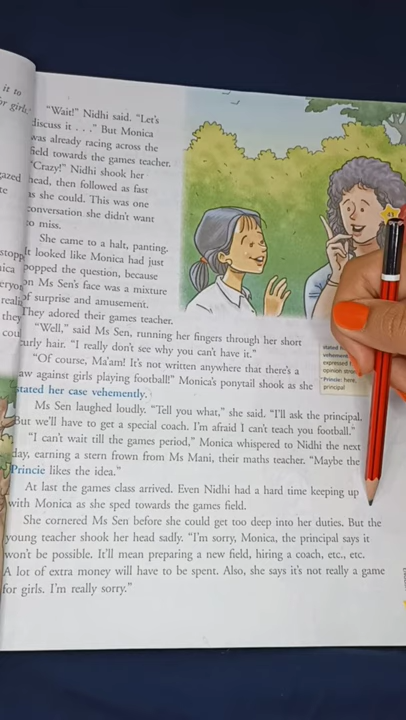 it to
or girls.
"Wait!" Nidhi said. "Let's
discuss it . . ." But Monica
was already racing across the
field towards the games teacher.
"Crazy!" Nidhi shook her
head, then followed as fast
as she could. This was one
conversation she didn't want
to miss.
She came to a halt, panting.
It looked like Monica had just
popped the question, because
on Ms Sen's face was a mixture
of surprise and amusement.
They adored their games teacher.
"Well," said Ms Sen, running her fingers through her short
curly hair. "I really don't see why you can't have it."
"Of course, Ma'am! It's not written anywhere that there's a
law against girls playing football!" Monica's ponytail shook as she
stated her case vehemently.
Ms Sen laughed loudly. "Tell you what," she said. "I'll ask the principal.
But we'll have to get a special coach. I'm afraid I can't teach you football."
"I can't wait till the games period," Monica whispered to Nidhi the next
day, earning a stern frown from Ms Mani, their maths teacher. "Maybe the
Princie likes the idea."
At last the games class arrived. Even Nidhi had a hard time keeping up
with Monica as she sped towards the games field.
She cornered Ms Sen before she could get too deep into her duties. But the
young teacher shook her head sadly. "I'm sorry, Monica, the principal says it
won't be possible. It'll mean preparing a new field, hiring a coach, etc., etc.
A lot of extra money will have to be spent. Also, she says it's not really a game
for girls. I'm really sorry."
stated
Princie: here,
principal